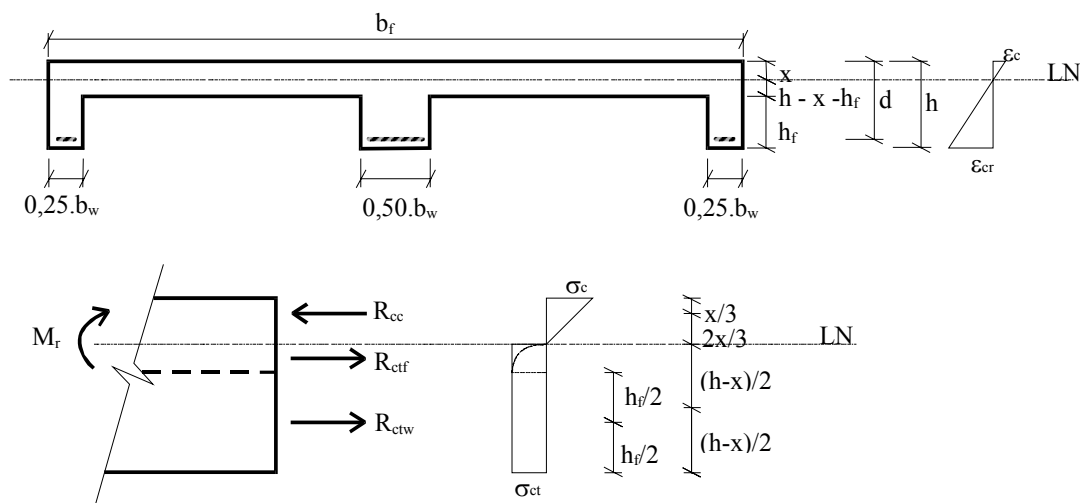 b_f
ε_c
x
LN
h - x - h_f
d
h
h_f
ε_cr
0,25.b_w
0,50.b_w
0,25.b_w
σ_c
x/3
R_cc
M_r
2x/3
LN
R_ctf
(h-x)/2
h_f/2
R_ctw
(h-x)/2
h_f/2
σ_ct